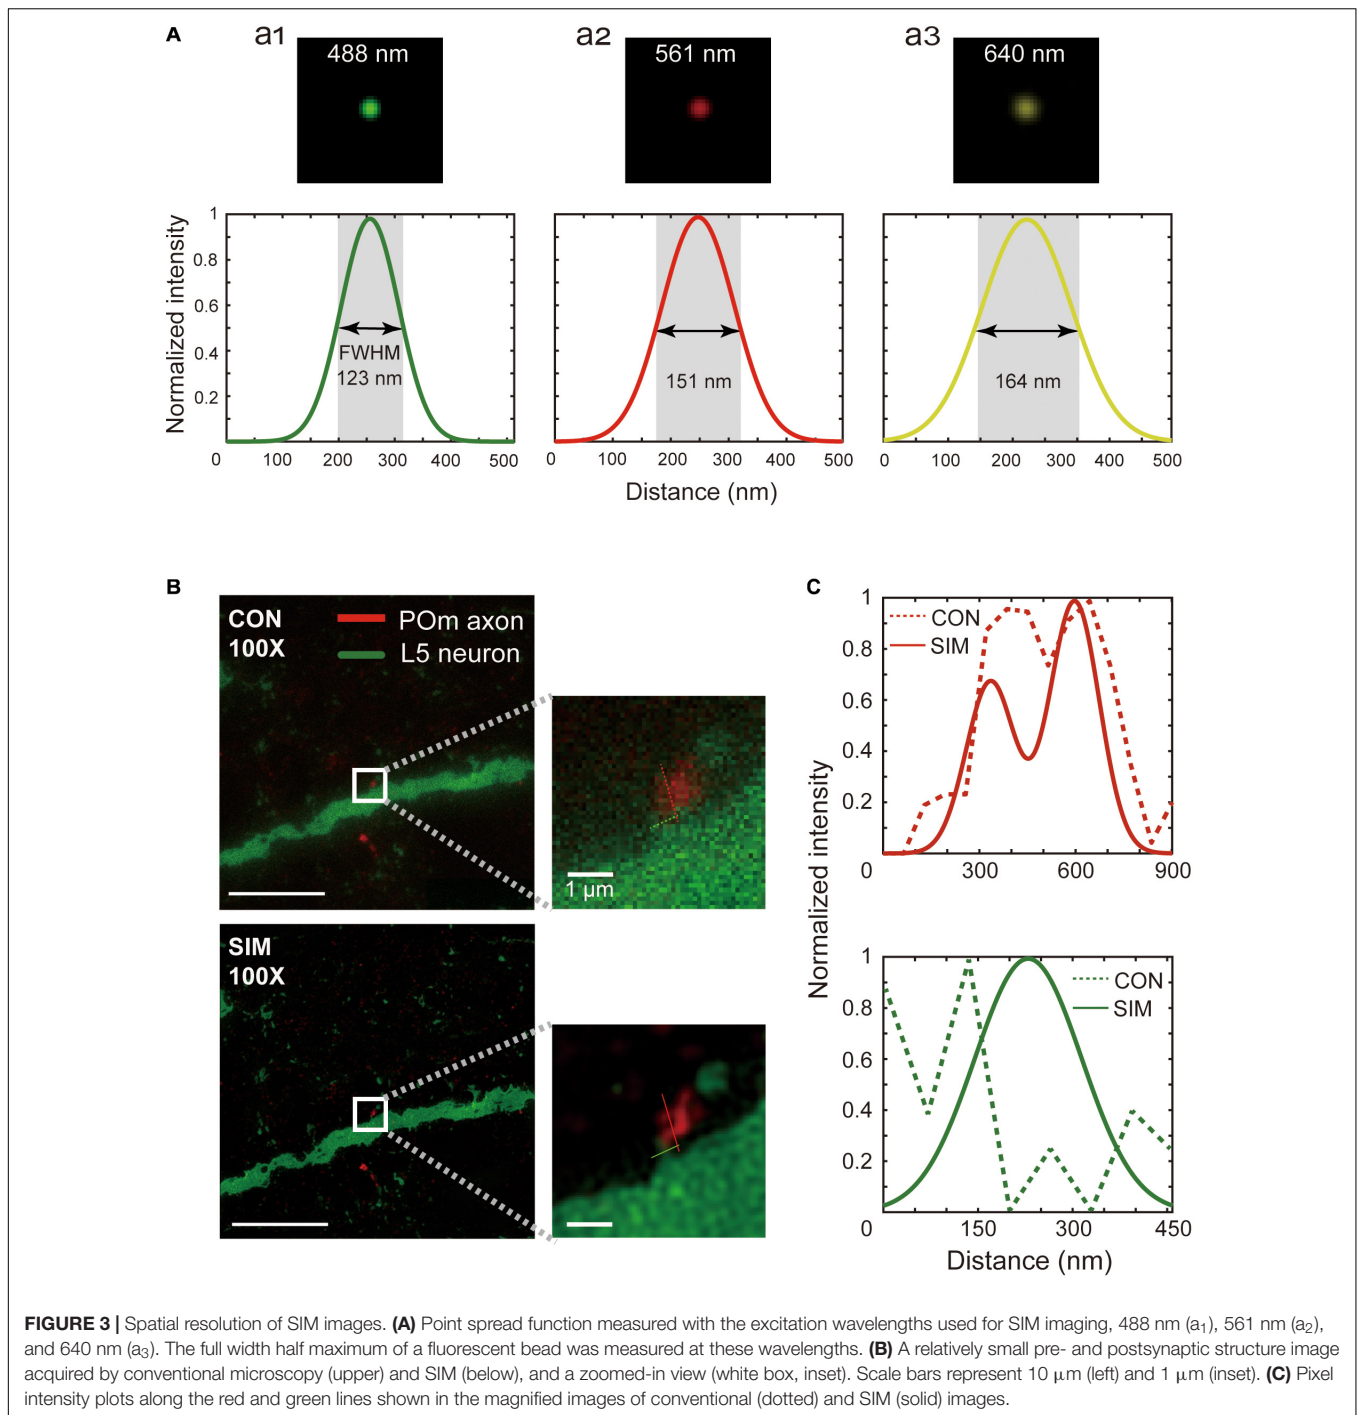 A
a1
a2
a3
488 nm
561 nm
640 nm
Normalized intensity
1
0.8
0.6
0.4
0.2
FWHM
123 nm
151 nm
164 nm
0 100 200 300 400 500
0 100 200 300 400 500
0 100 200 300 400 500
Distance (nm)
B
CON
100X
POm axon
L5 neuron
1 µm
SIM
100X
C
Normalized intensity
1
0.8
0.6
0.4
0.2
0 300 600 900
CON
SIM
1
0.8
0.6
0.4
0.2
0 150 300 450
CON
SIM
Distance (nm)
FIGURE 3 | Spatial resolution of SIM images. (A) Point spread function measured with the excitation wavelengths used for SIM imaging, 488 nm (a1), 561 nm (a2),
and 640 nm (a3). The full width half maximum of a fluorescent bead was measured at these wavelengths. (B) A relatively small pre- and postsynaptic structure image
acquired by conventional microscopy (upper) and SIM (below), and a zoomed-in view (white box, inset). Scale bars represent 10 µm (left) and 1 µm (inset). (C) Pixel
intensity plots along the red and green lines shown in the magnified images of conventional (dotted) and SIM (solid) images.